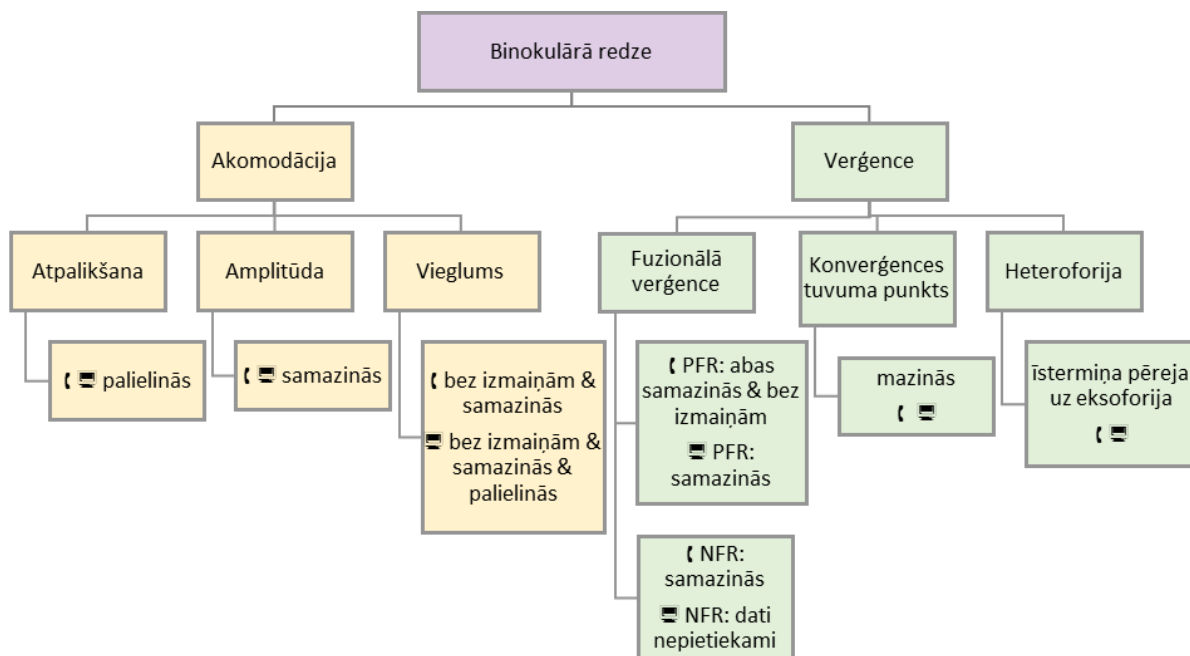 Binokulārā redze
Akomodācija
Verģence
Atpalikšana
Amplitūda
Vieglums
Fuzionālā
verģence
Konverģences
tuvuma punkts
Heteroforija
palielinās
samazinās
bez izmaiņām &
samazinās
bez izmaiņām &
samazinās &
palielinās
PFR: abas
samazinās & bez
izmaiņām
PFR:
samazinās
mazinās
īstermiņa pēreja
uz eksoforija
NFR:
samazinās
NFR: dati
nepietiekami